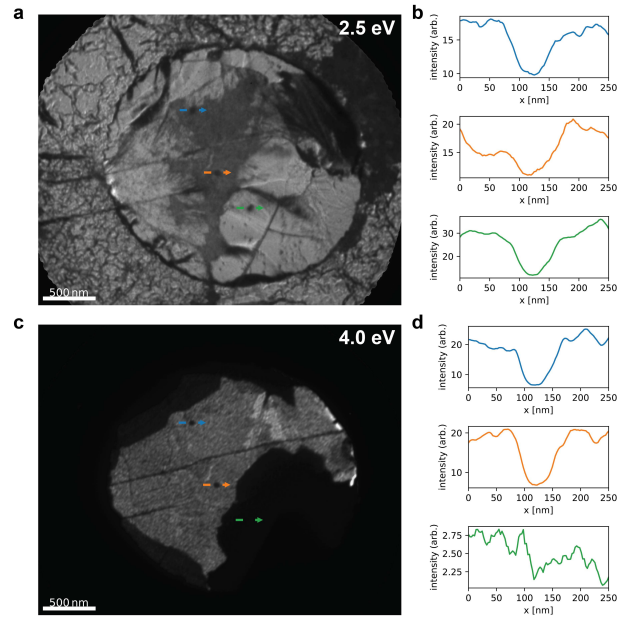 a
2.5 eV
500 nm
b
intensity (arb.)
15
10
0 50 100 150 200 250
x [nm]
intensity (arb.)
20
15
0 50 100 150 200 250
x [nm]
intensity (arb.)
30
20
0 50 100 150 200 250
x [nm]
c
4.0 eV
500 nm
d
intensity (arb.)
20
10
0 50 100 150 200 250
x [nm]
intensity (arb.)
20
10
0 50 100 150 200 250
x [nm]
intensity (arb.)
2.75
2.50
2.25
0 50 100 150 200 250
x [nm]